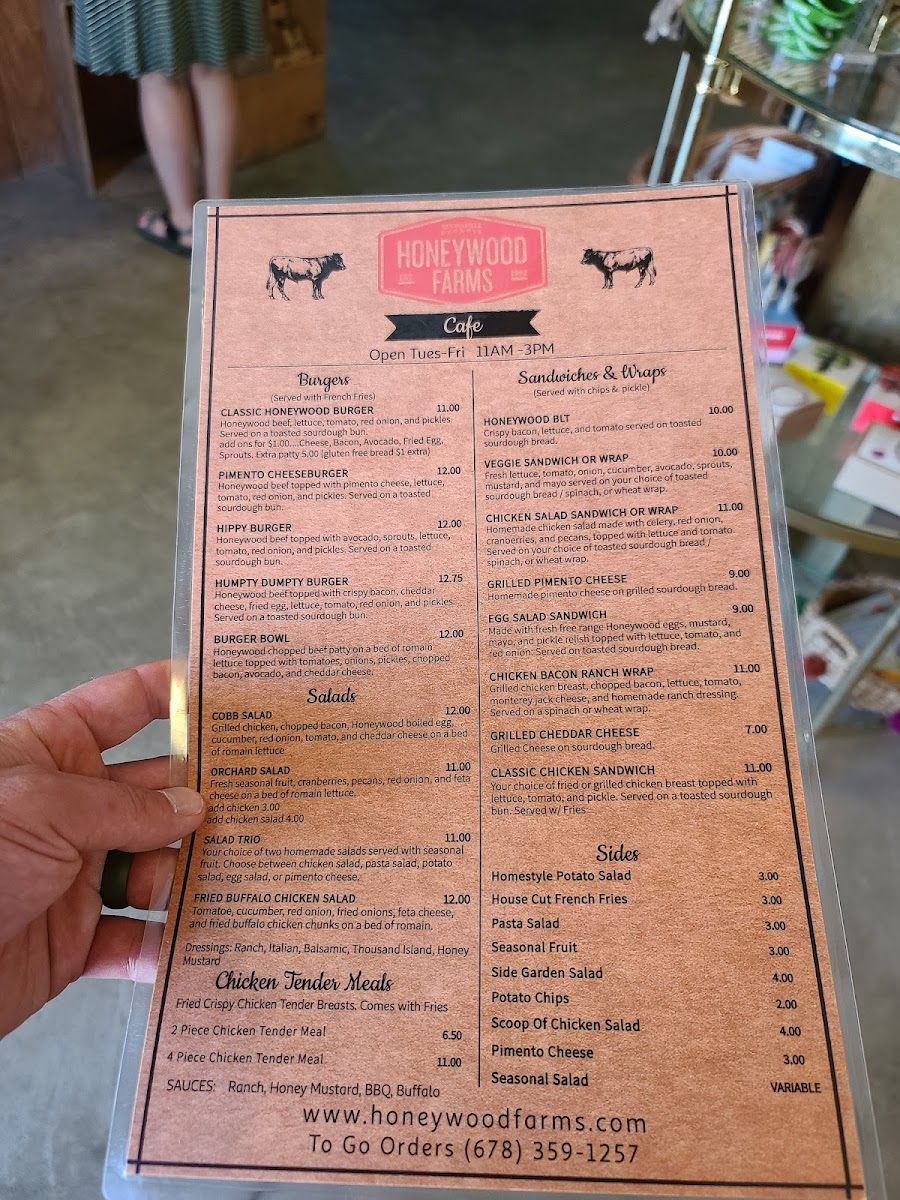 HONEYWOOD
FARMS
Cafe
Open Tues-Fri 11AM -3PM
Burgers
(Served with French Fries)
CLASSIC HONEYWOOD BURGER 11.00
Honeywood beef, lettuce, tomato, red onion, and pickles.
Served on a toasted sourdough bun.
add ons for $1.00....Cheese, Bacon, Avocado, Fried Egg,
Sprouts. Extra patty 5.00 (gluten free bread $1 extra)
PIMENTO CHEESEBURGER 12.00
Honeywood beef topped with pimento cheese, lettuce,
tomato, red onion, and pickles. Served on a toasted
sourdough bun.
HIPPY BURGER 12.00
Honeywood beef topped with avocado, sprouts, lettuce,
tomato, red onion, and pickles. Served on a toasted
sourdough bun.
HUMPTY DUMPTY BURGER 12.75
Honeywood beef topped with crispy bacon, cheddar
cheese, fried egg, lettuce, tomato, red onion, and pickles.
Served on a toasted sourdough bun.
BURGER BOWL 12.00
Honeywood chopped beef patty on a bed of romain
lettuce topped with tomatoes, onions, pickles, chopped
bacon, avocado, and cheddar cheese.
Salads
COBB SALAD 12.00
Grilled chicken, chopped bacon, Honeywood boiled egg,
cucumber, red onion, tomato, and cheddar cheese on a bed
of romain lettuce
ORCHARD SALAD 11.00
Fresh seasonal fruit, cranberries, pecans, red onion, and feta
cheese on a bed of romain lettuce.
add chicken 3.00
add chicken salad 4.00
SALAD TRIO 11.00
Your choice of two homemade salads served with seasonal
fruit. Choose between chicken salad, pasta salad, potato
salad, egg salad, or pimento cheese.
FRIED BUFFALO CHICKEN SALAD 12.00
Tomatoe, cucumber, red onion, fried onions, feta cheese,
and fried buffalo chicken chunks on a bed of romain.
Dressings: Ranch, Italian, Balsamic, Thousand Island, Honey
Mustard
Chicken Tender Meals
Fried Crispy Chicken Tender Breasts. Comes with Fries
2 Piece Chicken Tender Meal 6.50
4 Piece Chicken Tender Meal 11.00
SAUCES: Ranch, Honey Mustard, BBQ, Buffalo
Sandwiches & Wraps
(Served with chips & pickle)
HONEYWOOD BLT 10.00
Crispy bacon, lettuce, and tomato served on toasted
sourdough bread.
VEGGIE SANDWICH OR WRAP 10.00
Fresh lettuce, tomato, onion, cucumber, avocado, sprouts,
mustard, and mayo served on your choice of toasted
sourdough bread / spinach, or wheat wrap.
CHICKEN SALAD SANDWICH OR WRAP 11.00
Homemade chicken salad made with celery, red onion,
cranberries, and pecans, topped with lettuce and tomato.
Served on your choice of toasted sourdough bread /
spinach, or wheat wrap.
GRILLED PIMENTO CHEESE 9.00
Homemade pimento cheese on grilled sourdough bread.
EGG SALAD SANDWICH 9.00
Made with fresh free range Honeywood eggs, mustard,
mayo, and pickle relish topped with lettuce, tomato, and
red onion. Served on toasted sourdough bread.
CHICKEN BACON RANCH WRAP 11.00
Grilled chicken breast, chopped bacon, lettuce, tomato,
monterey jack cheese, and homemade ranch dressing.
Served on a spinach or wheat wrap.
GRILLED CHEDDAR CHEESE 7.00
Grilled Cheese on sourdough bread.
CLASSIC CHICKEN SANDWICH 11.00
Your choice of fried or grilled chicken breast topped with
lettuce, tomato, and pickle. Served on a toasted sourdough
bun. Served w/ Fries
Sides
Homestyle Potato Salad 3.00
House Cut French Fries 3.00
Pasta Salad 3.00
Seasonal Fruit 3.00
Side Garden Salad 4.00
Potato Chips 2.00
Scoop Of Chicken Salad 4.00
Pimento Cheese 3.00
Seasonal Salad VARIABLE
www.honeywoodfarms.com
To Go Orders (678) 359-1257